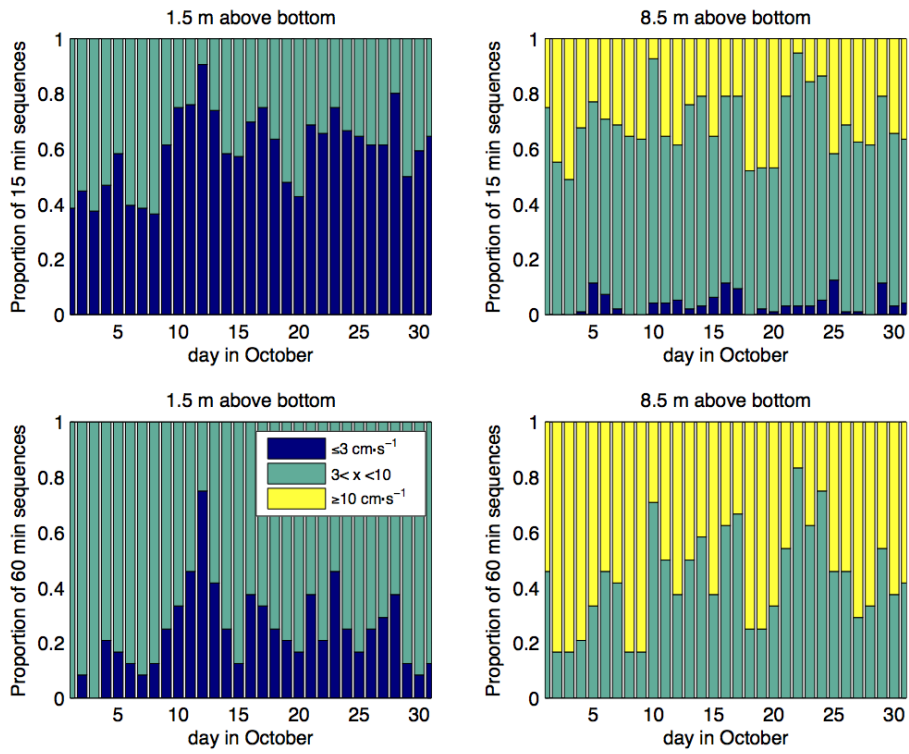 1.5 m above bottom
Proportion of 15 min sequences
1
0.8
0.6
0.4
0.2
0
5 10 15 20 25 30
day in October
8.5 m above bottom
Proportion of 15 min sequences
1
0.8
0.6
0.4
0.2
0
5 10 15 20 25 30
day in October
1.5 m above bottom
Proportion of 60 min sequences
1
0.8
0.6
0.4
0.2
0
≤3 cm·s⁻¹
3< x <10
≥10 cm·s⁻¹
5 10 15 20 25 30
day in October
8.5 m above bottom
Proportion of 60 min sequences
1
0.8
0.6
0.4
0.2
0
5 10 15 20 25 30
day in October